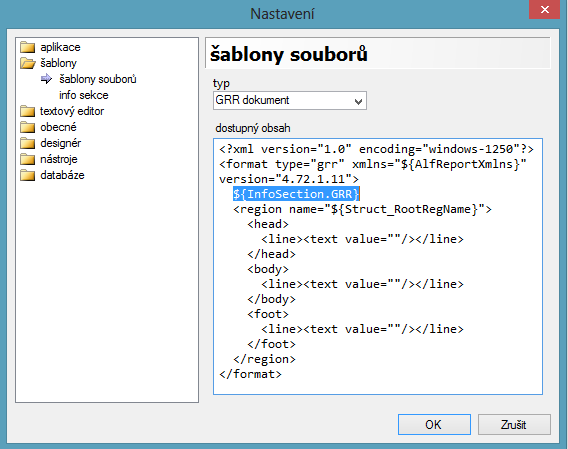 Nastavení
aplikace
šablony
šablony souborů
info sekce
textový editor
obecné
designér
nástroje
databáze
šablony souborů
typ
GRR dokument
dostupný obsah
<?xml version="1.0" encoding="windows-1250"?>
<format type="grr" xmlns="${AlfReportXmlns}"
version="4.72.1.11">
${InfoSection.GRR}
<region name="${Struct_RootRegName}">
<head>
<line><text value=""/></line>
</head>
<body>
<line><text value=""/></line>
</body>
<foot>
<line><text value=""/></line>
</foot>
</region>
</format>
OK
Zrušit